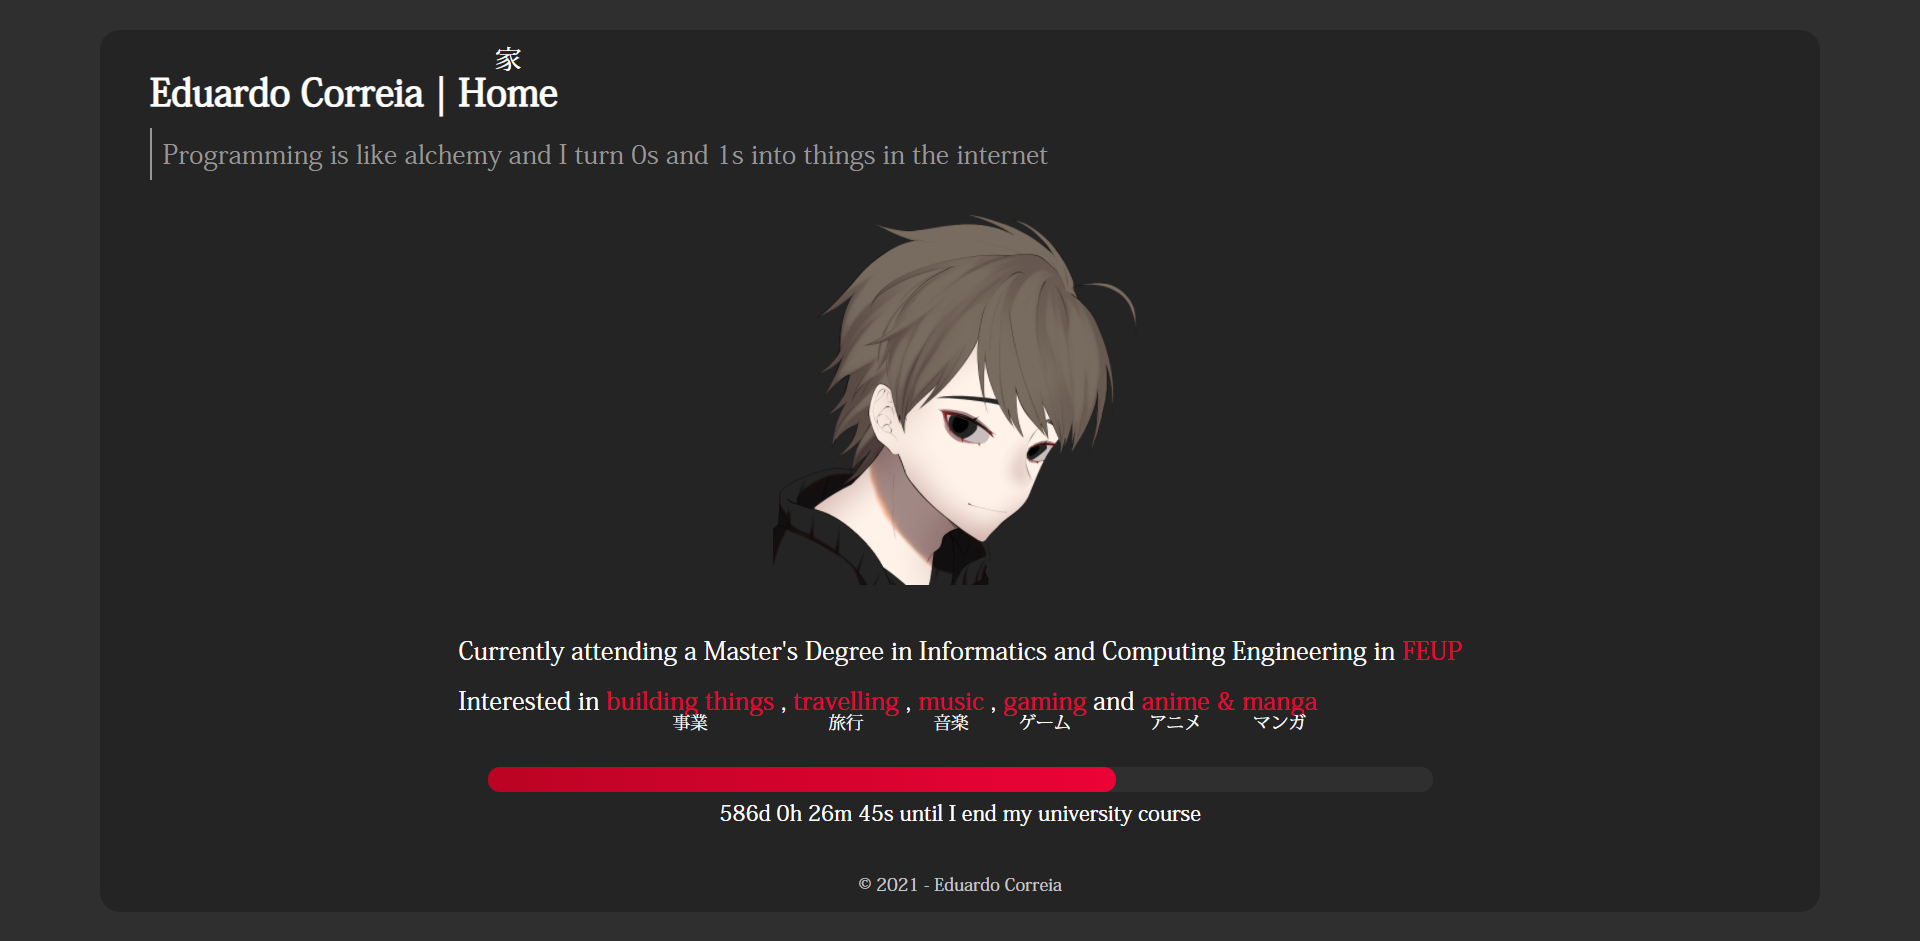 家
Eduardo Correia | Home
Programming is like alchemy and I turn 0s and 1s into things in the internet
Currently attending a Master's Degree in Informatics and Computing Engineering in FEUP
Interested in building things , travelling , music , gaming and anime & manga
事業 旅行 音楽 ゲーム アニメ マンガ
586d 0h 26m 45s until I end my university course
© 2021 - Eduardo Correia